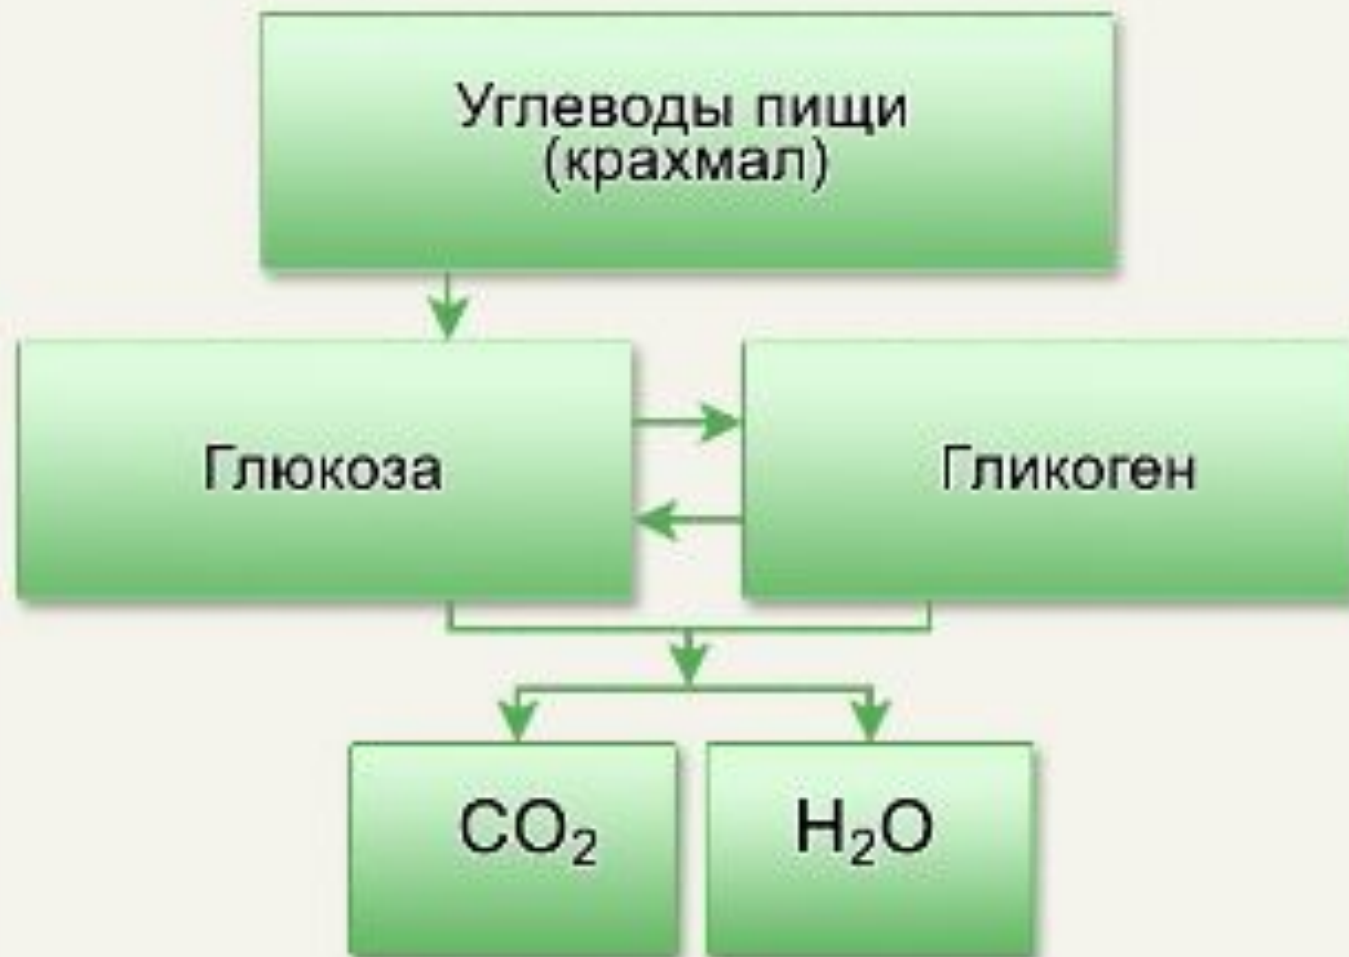 Углеводы пищи
(крахмал)
Глюкоза
Гликоген
CO₂
H₂O